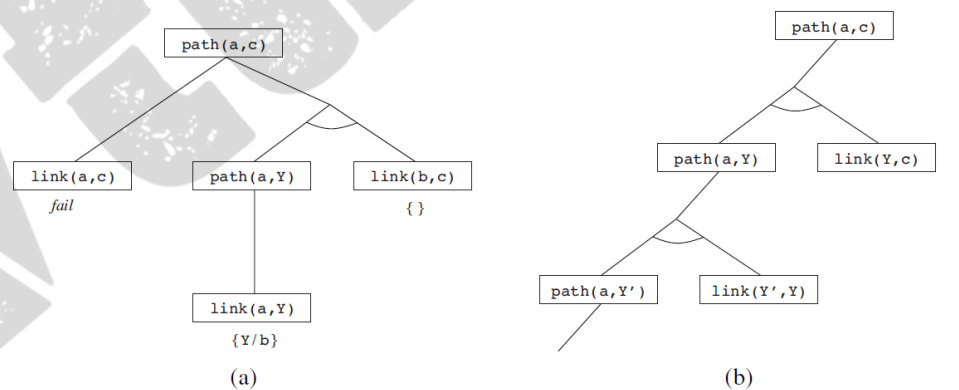 path(a,c)
link(a,c)
path(a,Y)
link(b,c)
fail
{ }
link(a,Y)
{Y/b}
(a)
path(a,c)
path(a,Y)
link(Y,c)
path(a,Y’)
link(Y’,Y)
(b)